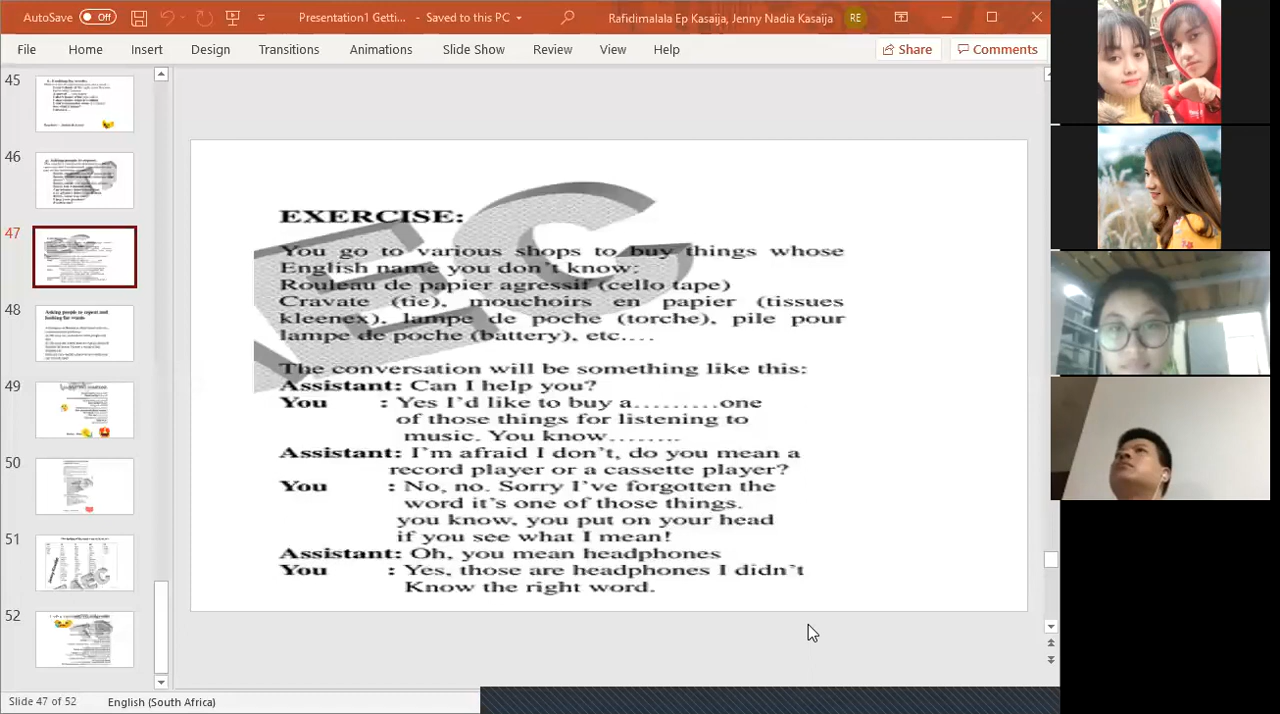 AutoSave Off Presentation1 Getti... - Saved to this PC Rafidimalala Ep Kasaija, Jenny Nadia Kasaija RE
File Home Insert Design Transitions Animations Slide Show Review View Help Share Comments
45
46
47
48
Asking people to repeat and
looking for words
49
50
51
52
EXERCISE:
You go to various shops to buy things whose
English name you don't know:
Rouleau de papier agressif (cello tape)
Cravate (tie), mouchoirs en papier (tissues
kleenex), lampe de poche (torche), pile pour
lampe de poche (battery), etc....
The conversation will be something like this:
Assistant: Can I help you?
You : Yes I'd like to buy a.........one
of those things for listening to
music. You know........
Assistant: I'm afraid I don't, do you mean a
record player or a cassette player?
You : No, no. Sorry I've forgotten the
word it's one of those things.
you know, you put on your head
if you see what I mean!
Assistant: Oh, you mean headphones
You : Yes, those are headphones I didn't
Know the right word.
Slide 47 of 52 English (South Africa)